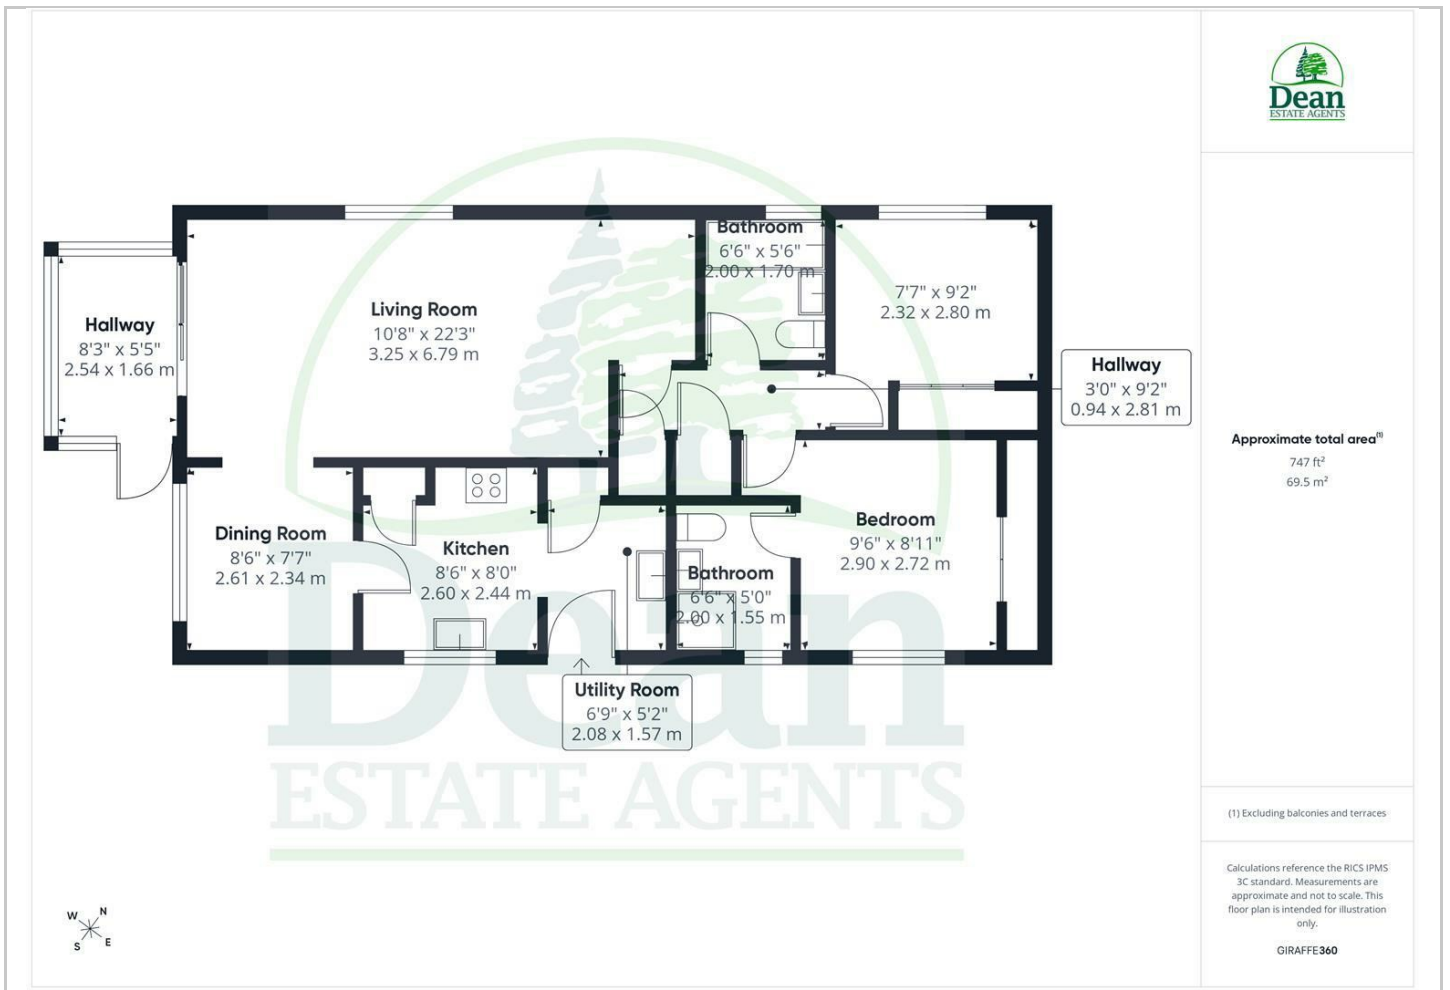 Dean
ESTATE AGENTS
Bathroom
6'6" x 5'6"
2.00 x 1.70 m
7'7" x 9'2"
2.32 x 2.80 m
Living Room
10'8" x 22'3"
3.25 x 6.79 m
Hallway
8'3" x 5'5"
2.54 x 1.66 m
Hallway
3'0" x 9'2"
0.94 x 2.81 m
Approximate total area(1)
747 ft²
69.5 m²
Dining Room
8'6" x 7'7"
2.61 x 2.34 m
Kitchen
8'6" x 8'0"
2.60 x 2.44 m
Bathroom
6'6" x 5'0"
2.00 x 1.55 m
Bedroom
9'6" x 8'11"
2.90 x 2.72 m
Utility Room
6'9" x 5'2"
2.08 x 1.57 m
Dean
ESTATE AGENTS
(1) Excluding balconies and terraces
Calculations reference the RICS IPMS
3C standard. Measurements are
approximate and not to scale. This
floor plan is intended for illustration
only.
GIRAFFE360
W N
S E